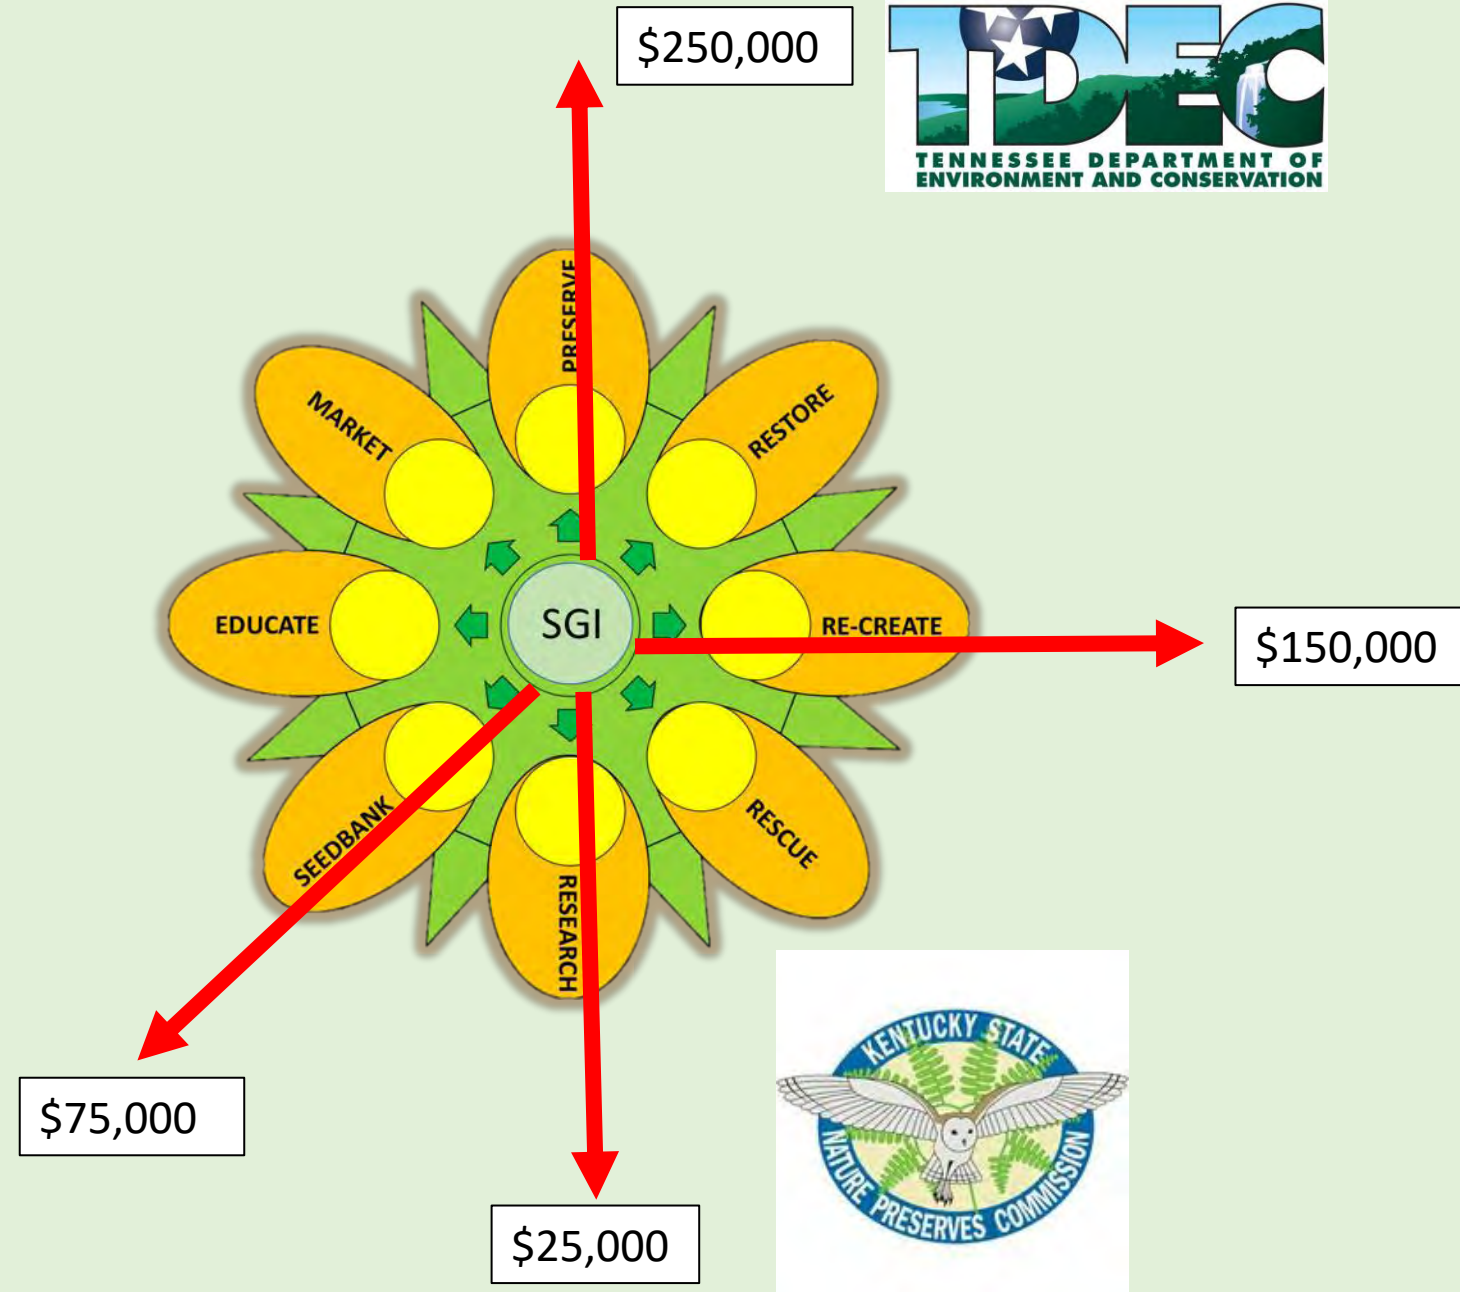 $250,000
TDEC
TENNESSEE DEPARTMENT OF
ENVIRONMENT AND CONSERVATION
PRESERVE
MARKET
RESTORE
EDUCATE
SGI
RE-CREATE
$150,000
SEEDBANK
RESCUE
RESEARCH
KENTUCKY STATE
NATURE PRESERVES COMMISSION
$75,000
$25,000